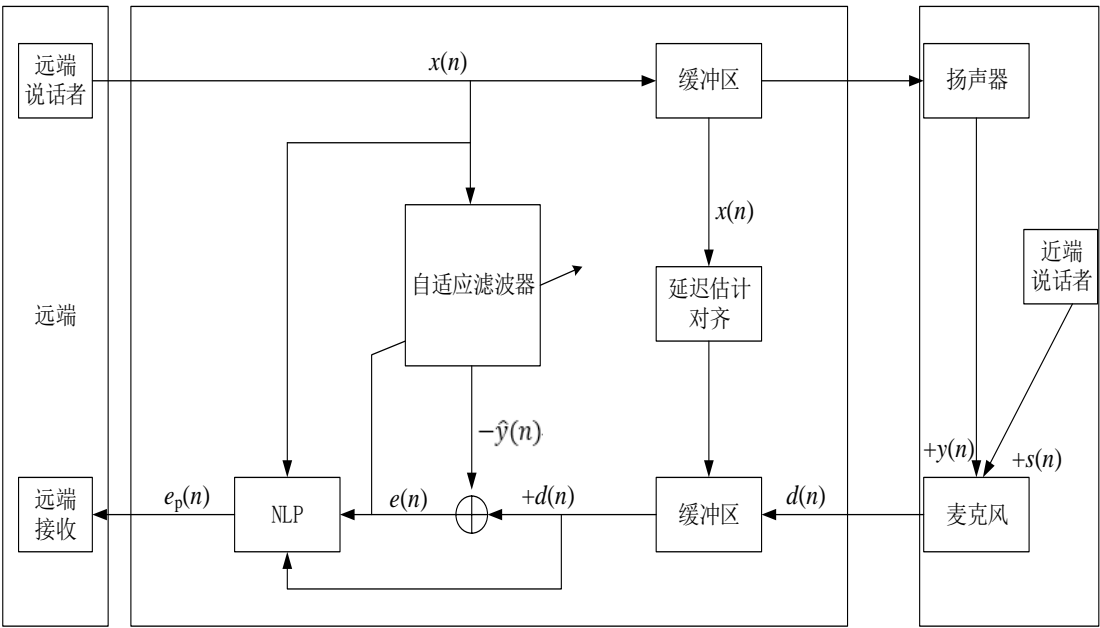 远端
说话者
x(n)
缓冲区
扬声器
x(n)
自适应滤波器
延迟估计
对齐
近端
说话者
远端
−ŷ(n)
+y(n)
+s(n)
远端
接收
e_p(n)
NLP
e(n)
+d(n)
缓冲区
d(n)
麦克风